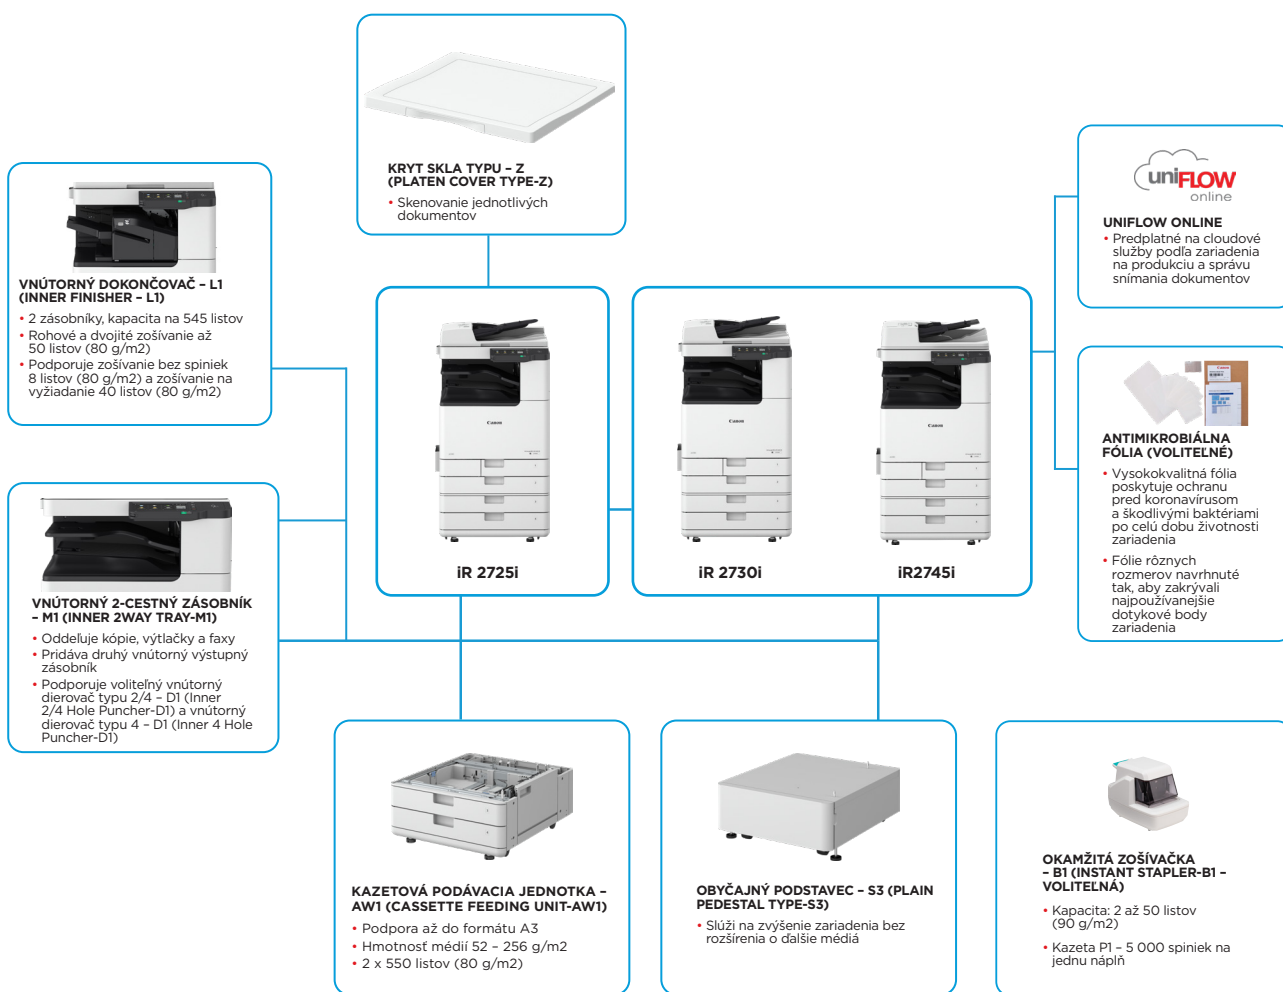 KRYT SKLA TYPU – Z
(PLATEN COVER TYPE-Z)
• Skenovanie jednotlivých
dokumentov
uniFLOW
online
UNIFLOW ONLINE
• Predplatné na cloudové
služby podľa zariadenia
na produkciu a správu
snímania dokumentov
VNÚTORNÝ DOKONČOVAČ – L1
(INNER FINISHER – L1)
• 2 zásobníky, kapacita na 545 listov
• Rohové a dvojité zošívanie až
50 listov (80 g/m2)
• Podporuje zošívanie bez spiniek
8 listov (80 g/m2) a zošívanie na
vyžiadanie 40 listov (80 g/m2)
Canon
Canon
Canon
iR 2725i
iR 2730i
iR2745i
ANTIMIKROBIÁLNA
FÓLIA (VOLITEĽNÉ)
• Vysokokvalitná fólia
poskytuje ochranu
pred koronavírusom
a škodlivými baktériami
po celú dobu životnosti
zariadenia
• Fólie rôznych
rozmerov navrhnuté
tak, aby zakrývali
najpoužívanejšie
dotykové body
zariadenia
VNÚTORNÝ 2-CESTNÝ ZÁSOBNÍK
– M1 (INNER 2WAY TRAY-M1)
• Oddeľuje kópie, výtlačky a faxy
• Pridáva druhý vnútorný výstupný
zásobník
• Podporuje voliteľný vnútorný
dierovač typu 2/4 – D1 (Inner
2/4 Hole Puncher-D1) a vnútorný
dierovač typu 4 – D1 (Inner 4 Hole
Puncher-D1)
KAZETOVÁ PODÁVACIA JEDNOTKA –
AW1 (CASSETTE FEEDING UNIT-AW1)
• Podpora až do formátu A3
• Hmotnosť médií 52 – 256 g/m2
• 2 x 550 listov (80 g/m2)
OBYČAJNÝ PODSTAVEC – S3 (PLAIN
PEDESTAL TYPE-S3)
• Slúži na zvýšenie zariadenia bez
rozšírenia o ďalšie médiá
OKAMŽITÁ ZOŠÍVAČKA
– B1 (INSTANT STAPLER-B1 –
VOLITEĽNÁ)
• Kapacita: 2 až 50 listov
(90 g/m2)
• Kazeta P1 – 5 000 spiniek na
jednu náplň